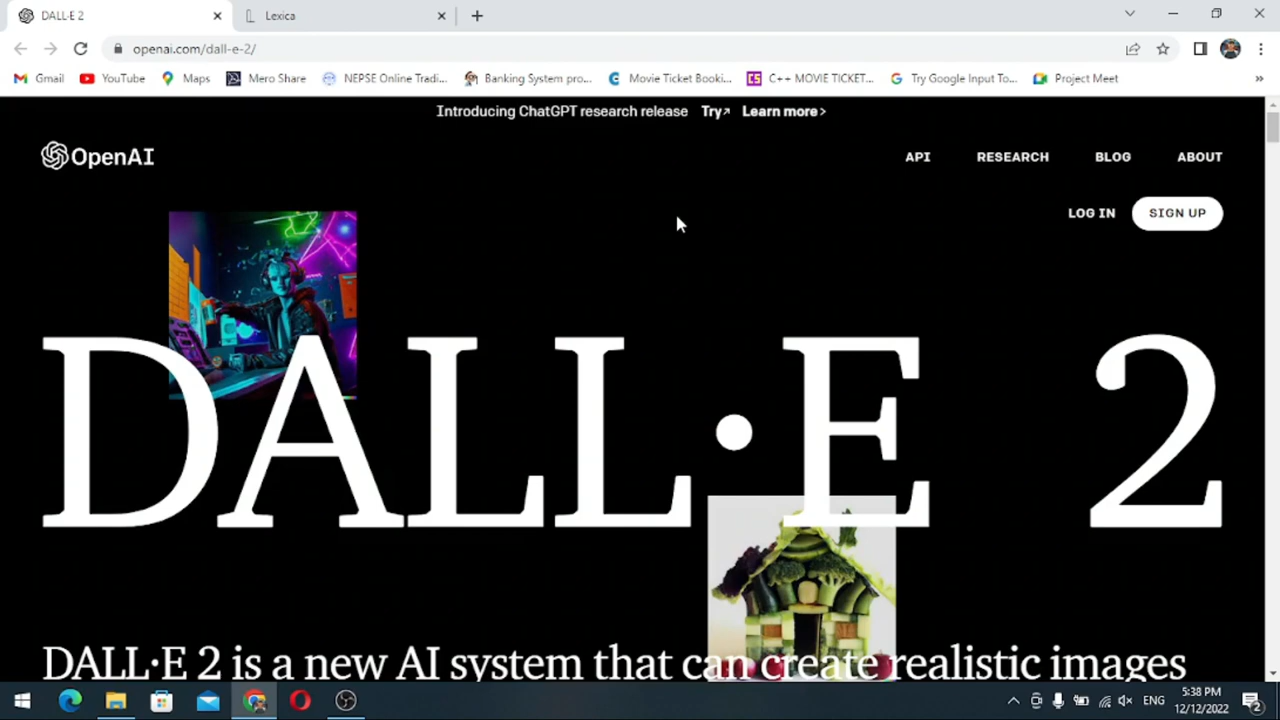 DALL·E 2
Lexica
openai.com/dall-e-2/
Gmail YouTube Maps Mero Share NEPSE Online Tradi... Banking System pro... Movie Ticket Booki... C++ MOVIE TICKET... Try Google Input To... Project Meet
Introducing ChatGPT research release Try↗ Learn more >
OpenAI
API RESEARCH BLOG ABOUT
LOG IN SIGN UP
DALL·E 2
DALL·E 2 is a new AI system that can create realistic images
ENG
5:38 PM
12/12/2022
2